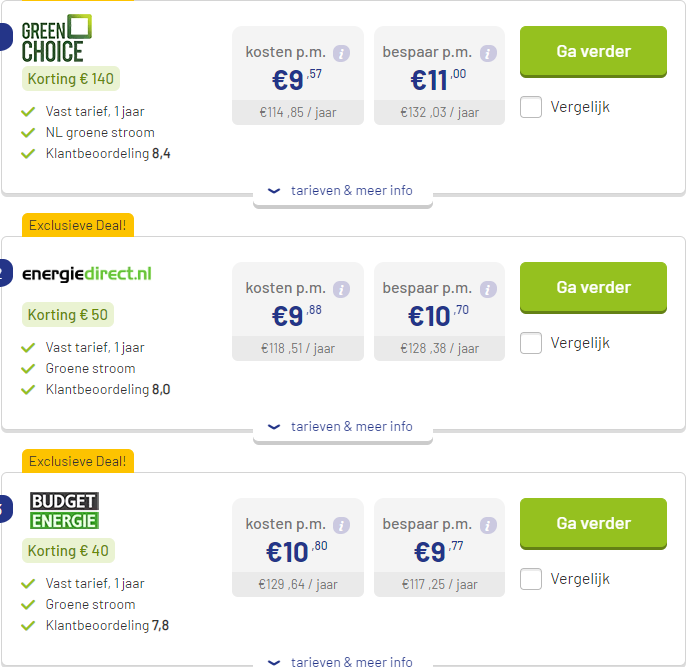 GREEN
CHOICE
Korting € 140
Vast tarief, 1 jaar
NL groene stroom
Klantbeoordeling 8,4
kosten p.m. i
€9 ,57
€114 ,85 / jaar
bespaar p.m. i
€11 ,00
€132 ,03 / jaar
Ga verder
Vergelijk
tarieven & meer info
Exclusieve Deal!
2
energiedirect.nl
Korting € 50
Vast tarief, 1 jaar
Groene stroom
Klantbeoordeling 8,0
kosten p.m. i
€9 ,88
€118 ,51 / jaar
bespaar p.m. i
€10 ,70
€128 ,38 / jaar
Ga verder
Vergelijk
tarieven & meer info
Exclusieve Deal!
BUDGET
ENERGIE
Korting € 40
Vast tarief, 1 jaar
Groene stroom
Klantbeoordeling 7,8
kosten p.m. i
€10 ,80
€129 ,64 / jaar
bespaar p.m. i
€9 ,77
€117 ,25 / jaar
Ga verder
Vergelijk
tarieven & meer info